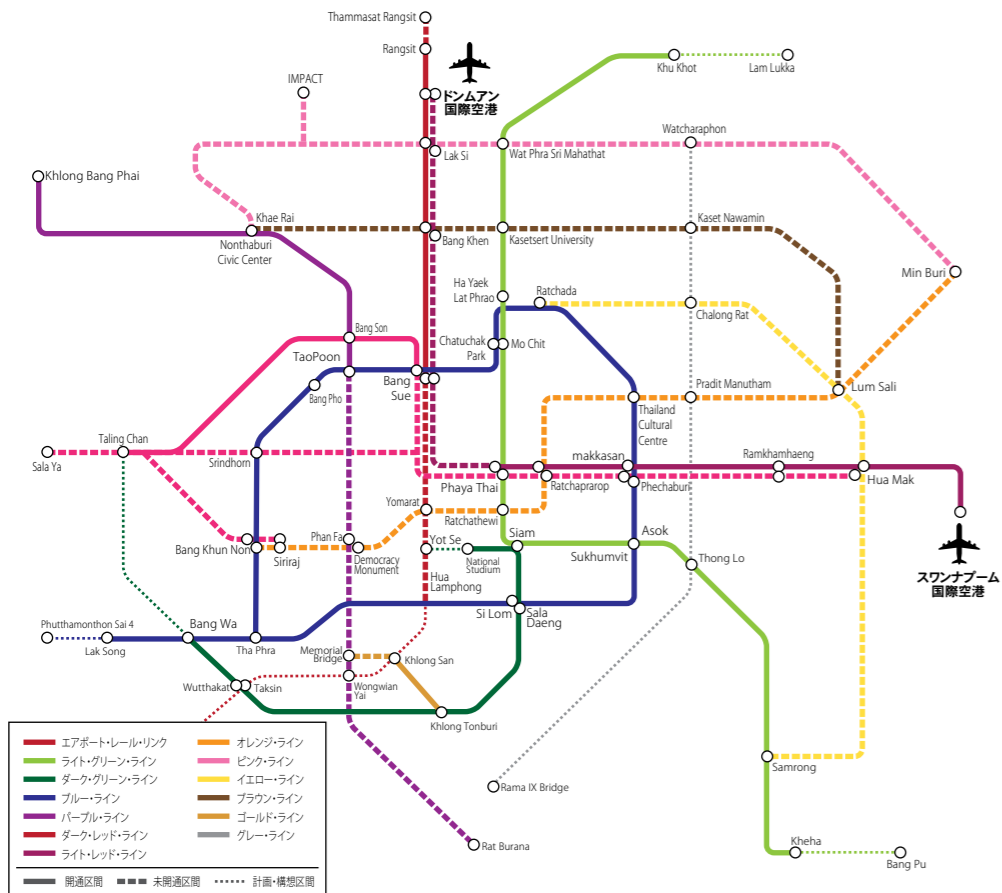 Thammasat Rangsit
Rangsit
ドンムアン
国際空港
Khu Khot
Lam Lukka
IMPACT
Lak Si
Wat Phra Sri Mahathat
Watcharaphon
Khlong Bang Phai
Khae Rai
Nonthaburi
Civic Center
Bang Khen
Kasetsert University
Kaset Nawamin
Min Buri
Ha Yaek
Lat Phrao
Ratchada
Chalong Rat
Bang Son
Chatuchak
Park
Mo Chit
TaoPoon
Bang
Sue
Bang Pho
Pradit Manutham
Lum Sali
Thailand
Cultural
Centre
Taling Chan
Sala Ya
Srindhorn
makkasan
Ramkhamhaeng
Phaya Thai
Ratchaprarop
Phechaburi
Hua Mak
Yomarat
Ratchathewi
Bang Khun Non
Siriraj
Phan Fa
Democracy
Monument
Yot Se
National
Studium
Siam
Asok
Sukhumvit
Thong Lo
スワンナプーム
国際空港
Hua
Lamphong
Si Lom
Sala
Daeng
Phutthamonthon Sai 4
Lak Song
Bang Wa
Tha Phra
Memorial
Bridge
Khlong San
Wongwian
Yai
Wutthakat
Taksin
Khlong Tonburi
Samrong
Rama IX Bridge
Rat Burana
Kheha
Bang Pu
エアポート・レール・リンク
ライト・グリーン・ライン
ダーク・グリーン・ライン
ブルー・ライン
パープル・ライン
ダーク・レッド・ライン
ライト・レッド・ライン
オレンジ・ライン
ピンク・ライン
イエロー・ライン
ブラウン・ライン
ゴールド・ライン
グレー・ライン
開通区間
未開通区間
計画・構想区間